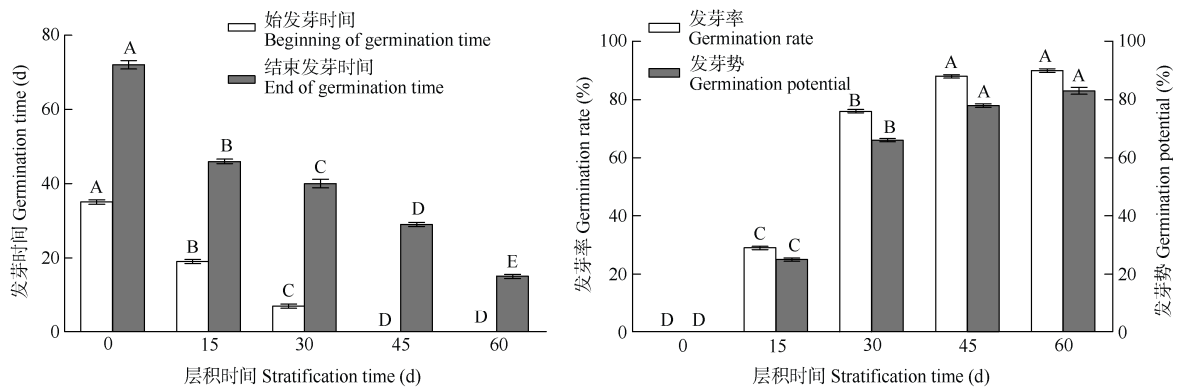 始发芽时间
Beginning of germination time
结束发芽时间
End of germination time
发芽时间 Germination time (d)
80
60
40
20
0
A
A
B
B
C
C
D
D
D
E
0 15 30 45 60
层积时间 Stratification time (d)
发芽率
Germination rate
发芽势
Germination potential
发芽率 Germination rate (%)
100
80
60
40
20
0
D D
C C
B
B
A
A
A
A
100
80
60
40
20
0
发芽势 Germination potential (%)
0 15 30 45 60
层积时间 Stratification time (d)